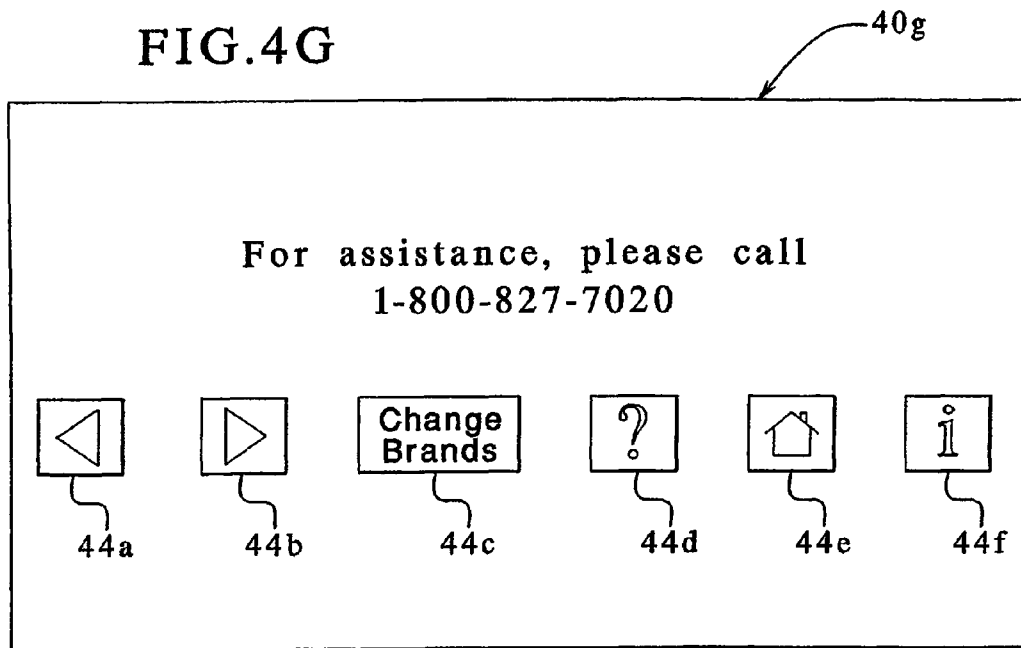 FIG.4G
40g
For assistance, please call
1-800-827-7020
Change
Brands
?
i
44a 44b 44c 44d 44e 44f